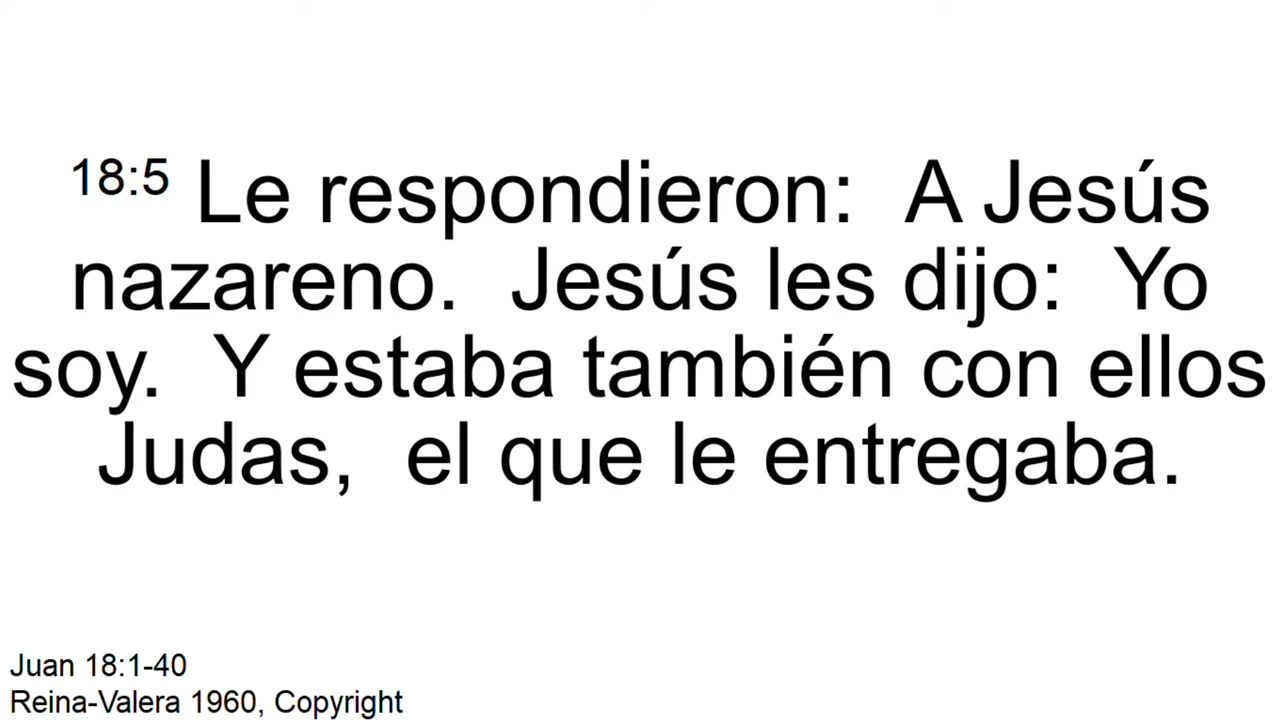 18:5 Le respondieron:  A Jesús
nazareno.  Jesús les dijo:  Yo
soy.  Y estaba también con ellos
Judas,  el que le entregaba.
Juan 18:1-40
Reina-Valera 1960, Copyright